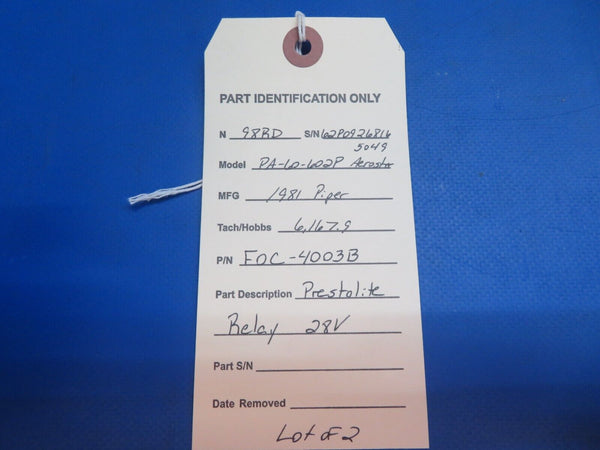 PART IDENTIFICATION ONLY
N 98RD S/N 62P0926816
5049
Model PA-60-602P Aerostar
MFG 1981 Piper
Tach/Hobbs 6,167.9
P/N FOC-4003B
Part Description Prestolite
Relay 28V
Part S/N
Date Removed
Lot of 2